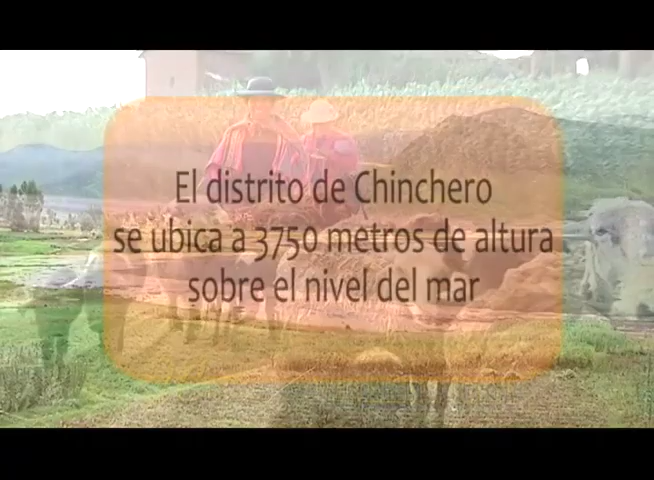 El distrito de Chinchero
se ubica a 3750 metros de altura
sobre el nivel del mar